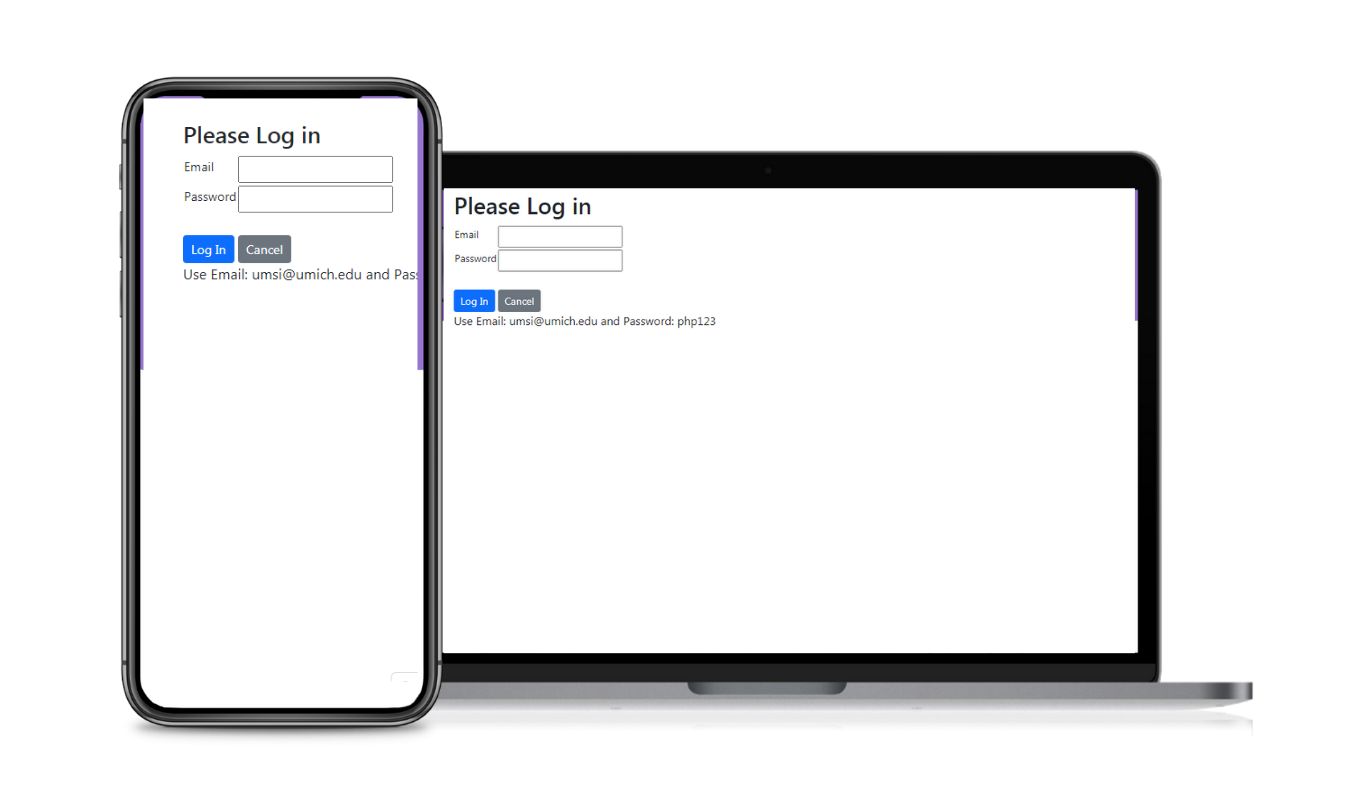 Please Log in
Email
Password
Log In Cancel
Use Email: umsi@umich.edu and Pass
Please Log in
Email
Password
Log In Cancel
Use Email: umsi@umich.edu and Password: php123